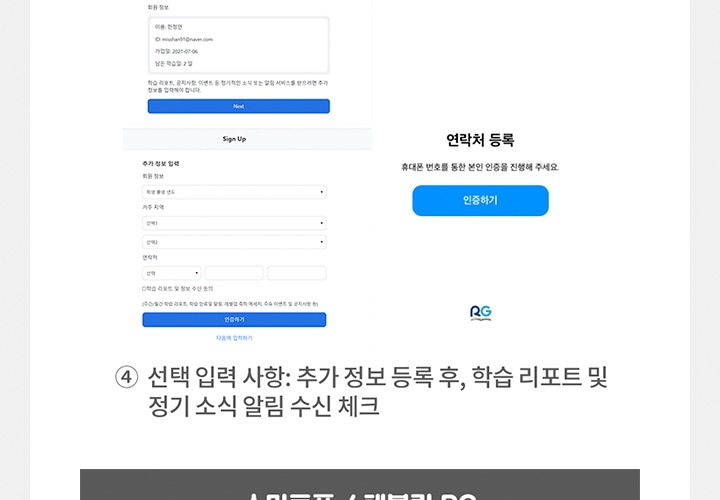 회원 정보
이름: 한정연
ID: misshan91@naver.com
가입일: 2021-07-06
남은 학습일: 2 일
학습 리포트, 공지사항, 이벤트 등 정기적인 소식 또는 알림 서비스를 받으려면 추가
정보를 입력해야 합니다.
Next
Sign Up
추가 정보 입력
회원 정보
학생 출생 년도
거주 지역
선택1
선택2
연락처
선택
학습 리포트 및 정보 수신 동의
(주간/월간 학습 리포트, 학습 완료일 알림, 레벨업 축하 메세지, 주요 이벤트 및 공지사항 등)
인증하기
다음에 입력하기
연락처 등록
휴대폰 번호를 통한 본인 인증을 진행해 주세요.
인증하기
RG
④ 선택 입력 사항: 추가 정보 등록 후, 학습 리포트 및
정기 소식 알림 수신 체크